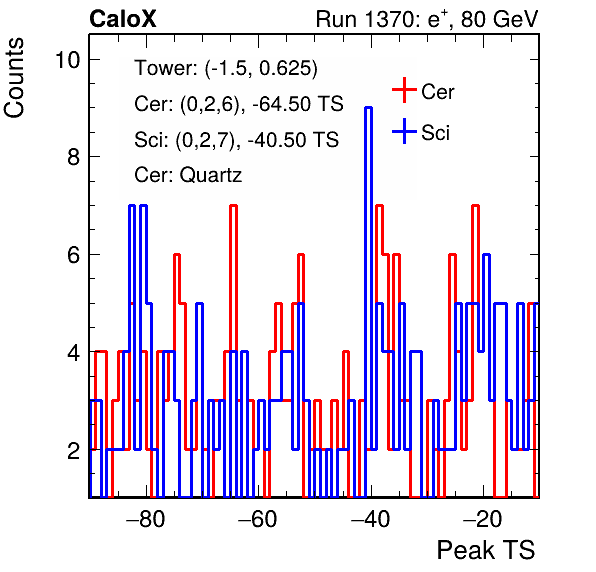 CaloX Run 1370: e⁺, 80 GeV
Counts
10
8
6
4
2
Tower: (-1.5, 0.625)
Cer: (0,2,6), -64.50 TS
Sci: (0,2,7), -40.50 TS
Cer: Quartz
Cer
Sci
−80 −60 −40 −20
Peak TS